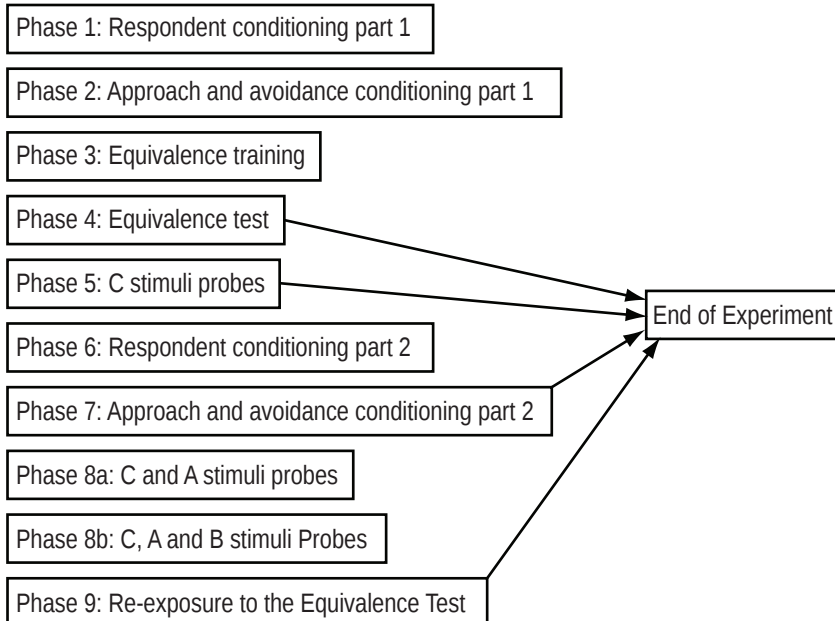 Phase 1: Respondent conditioning part 1
Phase 2: Approach and avoidance conditioning part 1
Phase 3: Equivalence training
Phase 4: Equivalence test
Phase 5: C stimuli probes
End of Experiment
Phase 6: Respondent conditioning part 2
Phase 7: Approach and avoidance conditioning part 2
Phase 8a: C and A stimuli probes
Phase 8b: C, A and B stimuli Probes
Phase 9: Re-exposure to the Equivalence Test